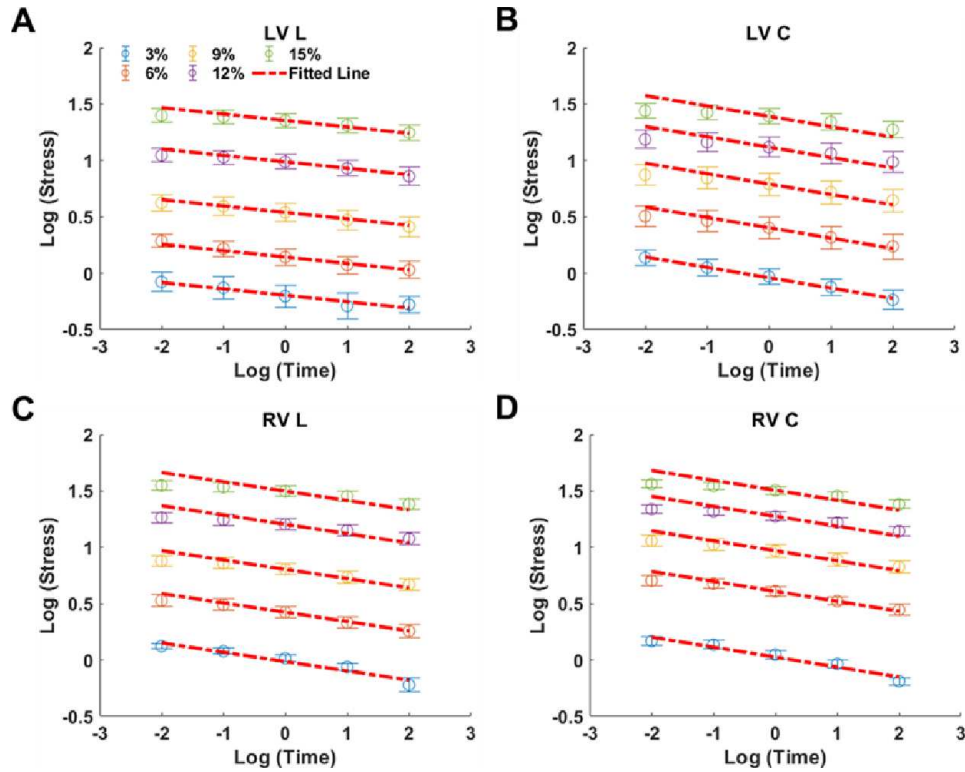 A
LV L
3% 9% 15%
6% 12% Fitted Line
2
1.5
1
0.5
0
-0.5
Log (Stress)
-3 -2 -1 0 1 2 3
Log (Time)
B
LV C
2
1.5
1
0.5
0
-0.5
Log (Stress)
-3 -2 -1 0 1 2 3
Log (Time)
C
RV L
2
1.5
1
0.5
0
-0.5
Log (Stress)
-3 -2 -1 0 1 2 3
Log (Time)
D
RV C
2
1.5
1
0.5
0
-0.5
Log (Stress)
-3 -2 -1 0 1 2 3
Log (Time)